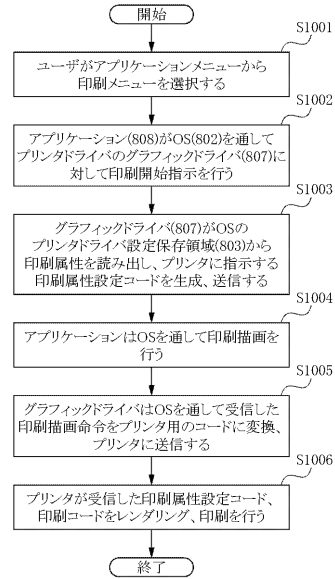 開始
S1001
ユーザがアプリケーションメニューから
印刷メニューを選択する
S1002
アプリケーション(808)がOS(802)を通して
プリンタドライバのグラフィックドライバ(807)に
対して印刷開始指示を行う
S1003
グラフィックドライバ(807)がOSの
プリンタドライバ設定保存領域(803)から
印刷属性を読み出し、プリンタに指示する
印刷属性設定コードを生成、送信する
S1004
アプリケーションはOSを通して印刷描画を
行う
S1005
グラフィックドライバはOSを通して受信した
印刷描画命令をプリンタ用のコードに変換、
プリンタに送信する
S1006
プリンタが受信した印刷属性設定コード、
印刷コードをレンダリング、印刷を行う
終了